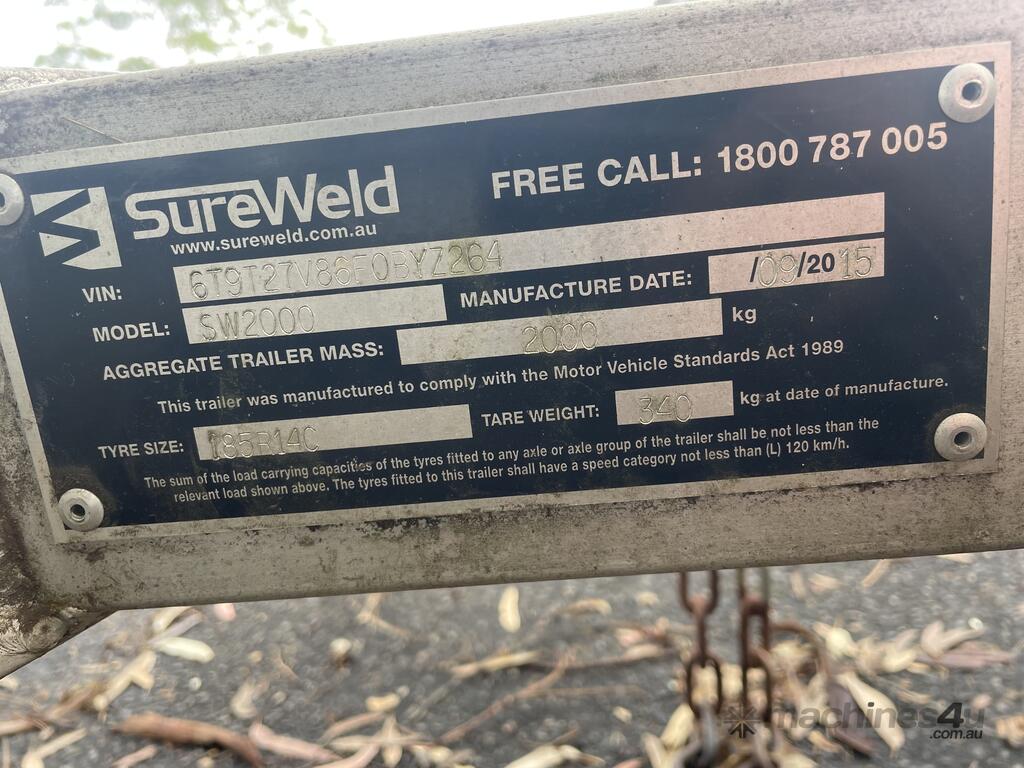 SureWeld
www.sureweld.com.au
FREE CALL: 1800 787 005
VIN: 6T9T27V86F0BYZ264
MODEL: SW2000 MANUFACTURE DATE: /09/2015
AGGREGATE TRAILER MASS: 2000 kg
This trailer was manufactured to comply with the Motor Vehicle Standards Act 1989
TYRE SIZE: 185R14C TARE WEIGHT: 340 kg at date of manufacture.
The sum of the load carrying capacities of the tyres fitted to any axle or axle group of the trailer shall be not less than the
relevant load shown above. The tyres fitted to this trailer shall have a speed category not less than (L) 120 km/h.
machines4u
.com.au